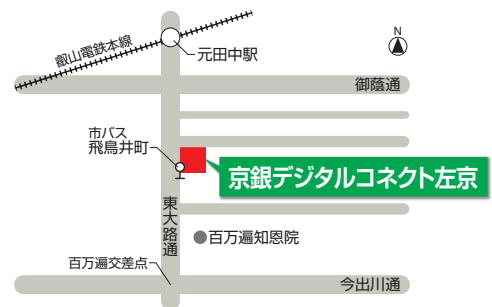 叡山電鉄本線
元田中駅
N
御蔭通
市バス
飛鳥井町
京銀デジタルコネクト左京
東大路通
百万遍知恩院
百万遍交差点
今出川通